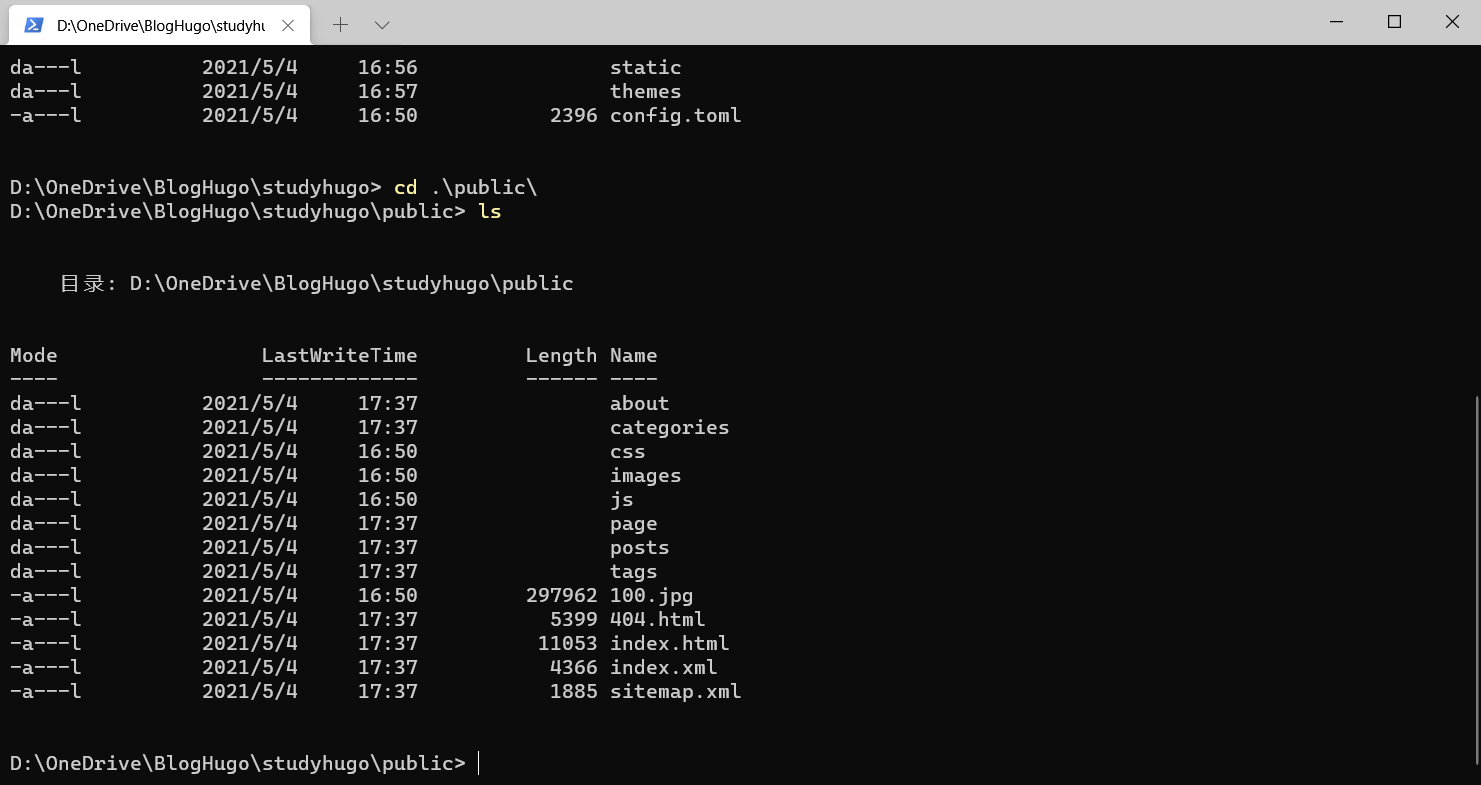 D:\OneDrive\BlogHugo\studyhu
da---l 2021/5/4 16:56 static
da---l 2021/5/4 16:57 themes
-a---l 2021/5/4 16:50 2396 config.toml
D:\OneDrive\BlogHugo\studyhugo> cd .\public\
D:\OneDrive\BlogHugo\studyhugo\public> ls
目录: D:\OneDrive\BlogHugo\studyhugo\public
Mode LastWriteTime Length Name
---- ------------- ------ ----
da---l 2021/5/4 17:37 about
da---l 2021/5/4 17:37 categories
da---l 2021/5/4 16:50 css
da---l 2021/5/4 16:50 images
da---l 2021/5/4 16:50 js
da---l 2021/5/4 17:37 page
da---l 2021/5/4 17:37 posts
da---l 2021/5/4 17:37 tags
-a---l 2021/5/4 16:50 297962 100.jpg
-a---l 2021/5/4 17:37 5399 404.html
-a---l 2021/5/4 17:37 11053 index.html
-a---l 2021/5/4 17:37 4366 index.xml
-a---l 2021/5/4 17:37 1885 sitemap.xml
D:\OneDrive\BlogHugo\studyhugo\public>